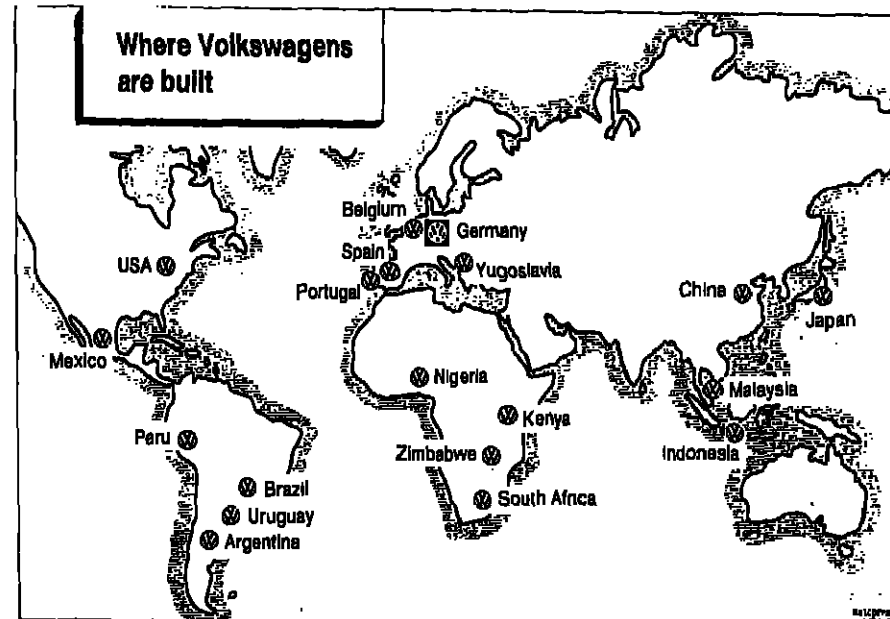 Where Volkswagens
are built
Belgium
Germany
Spain
USA
Yugoslavia
Portugal
China
Japan
Mexico
Nigeria
Malaysia
Kenya
Peru
Zimbabwe
Indonesia
Brazil
South Africa
Uruguay
Argentina